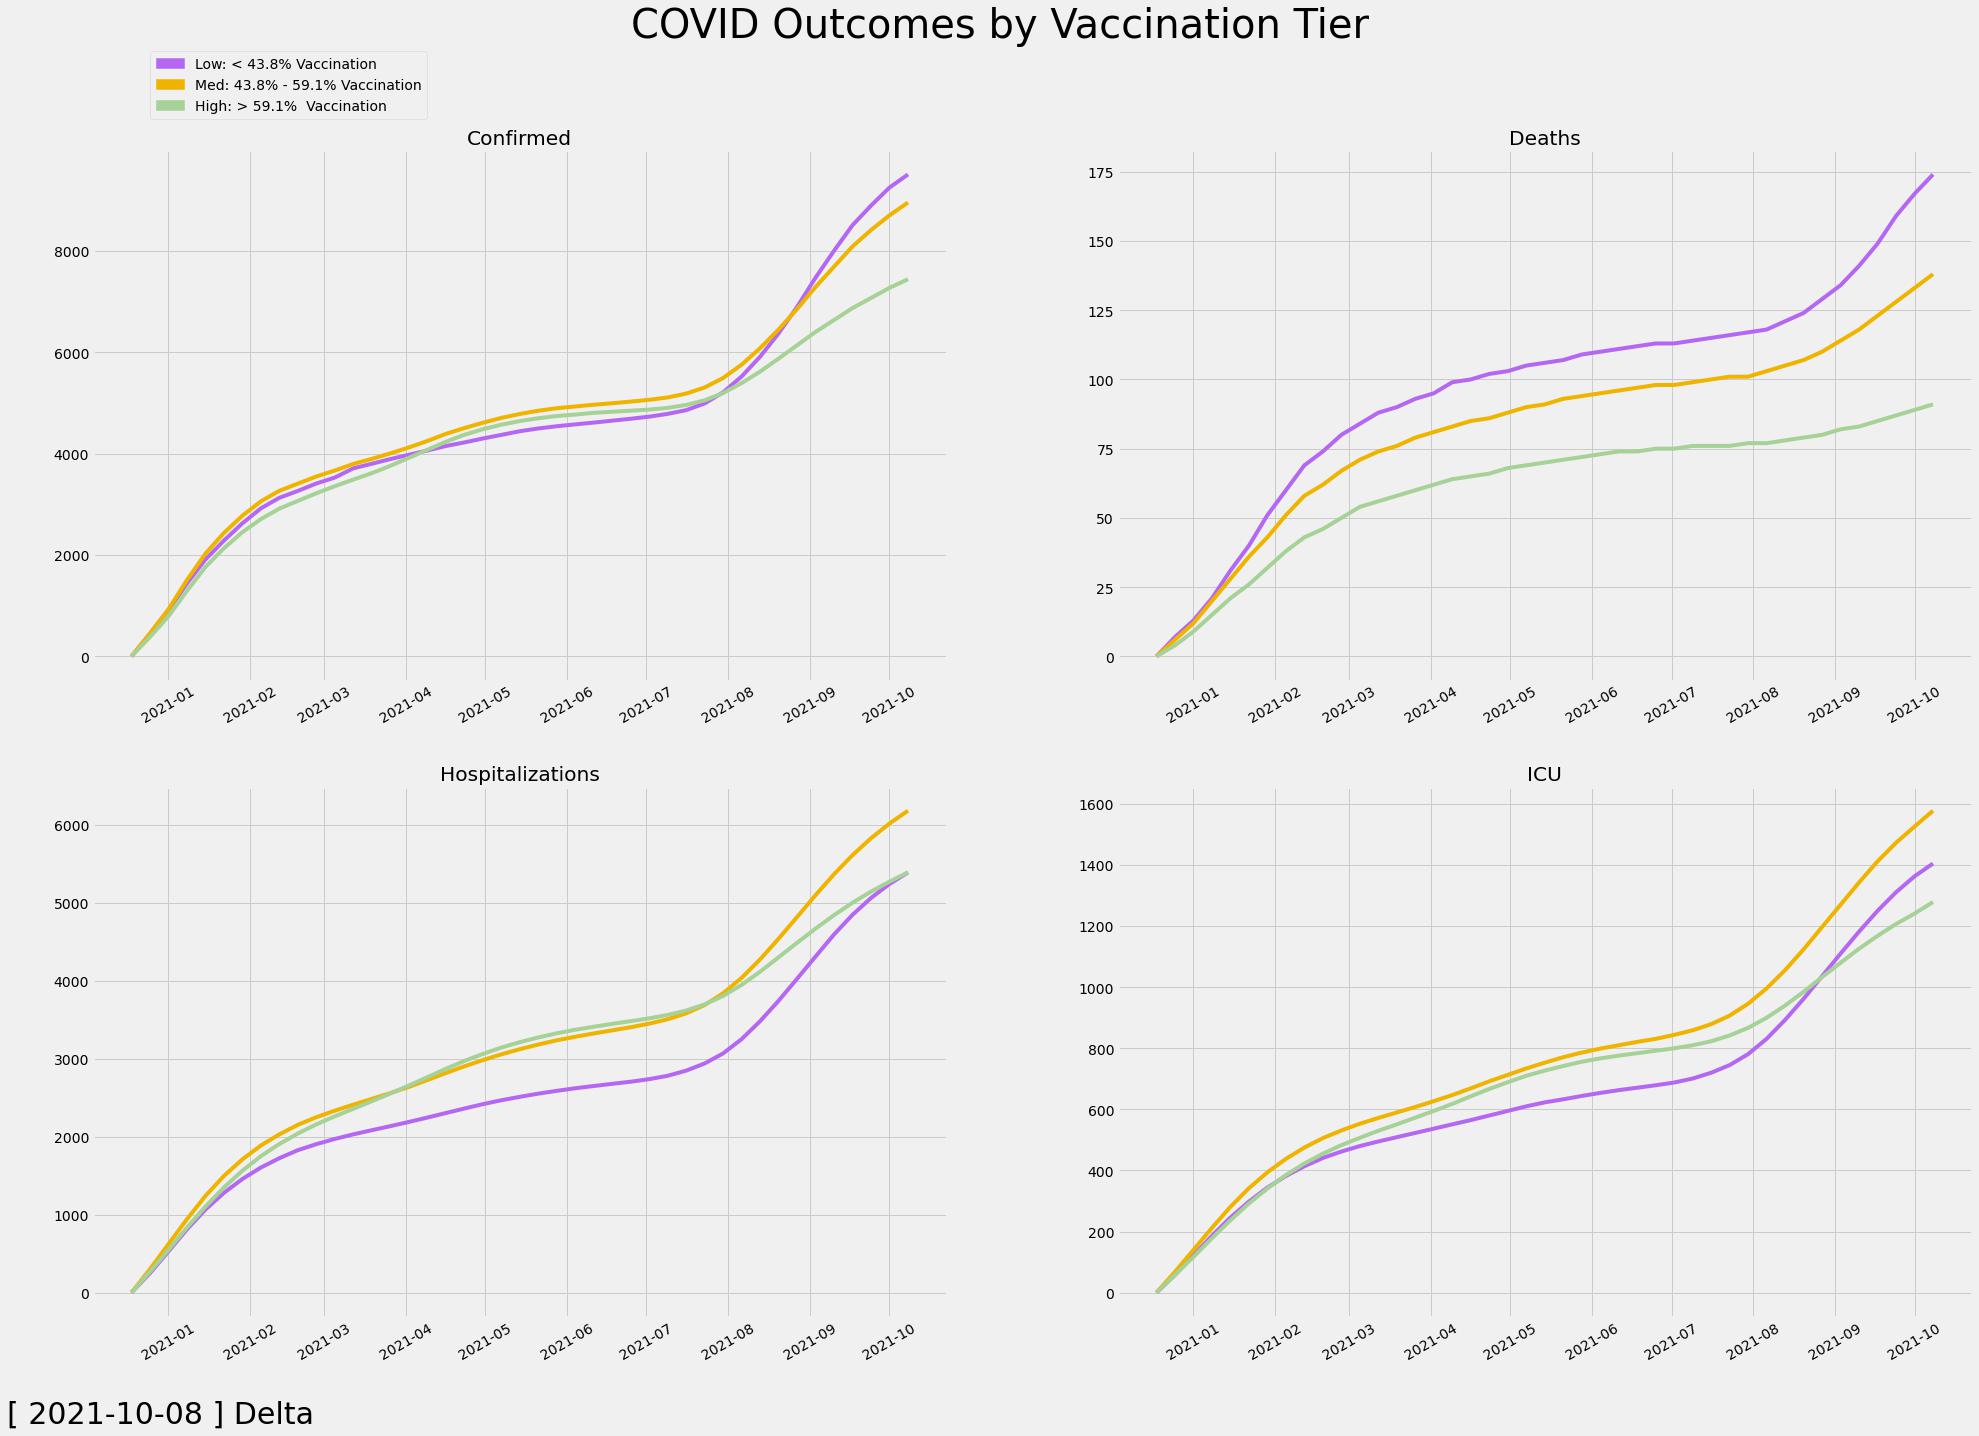 COVID Outcomes by Vaccination Tier
Low: < 43.8% Vaccination
Med: 43.8% - 59.1% Vaccination
High: > 59.1%  Vaccination
Confirmed
8000
6000
4000
2000
0
2021-01 2021-02 2021-03 2021-04 2021-05 2021-06 2021-07 2021-08 2021-09 2021-10
Deaths
175
150
125
100
75
50
25
0
2021-01 2021-02 2021-03 2021-04 2021-05 2021-06 2021-07 2021-08 2021-09 2021-10
Hospitalizations
6000
5000
4000
3000
2000
1000
0
2021-01 2021-02 2021-03 2021-04 2021-05 2021-06 2021-07 2021-08 2021-09 2021-10
ICU
1600
1400
1200
1000
800
600
400
200
0
2021-01 2021-02 2021-03 2021-04 2021-05 2021-06 2021-07 2021-08 2021-09 2021-10
[ 2021-10-08 ] Delta